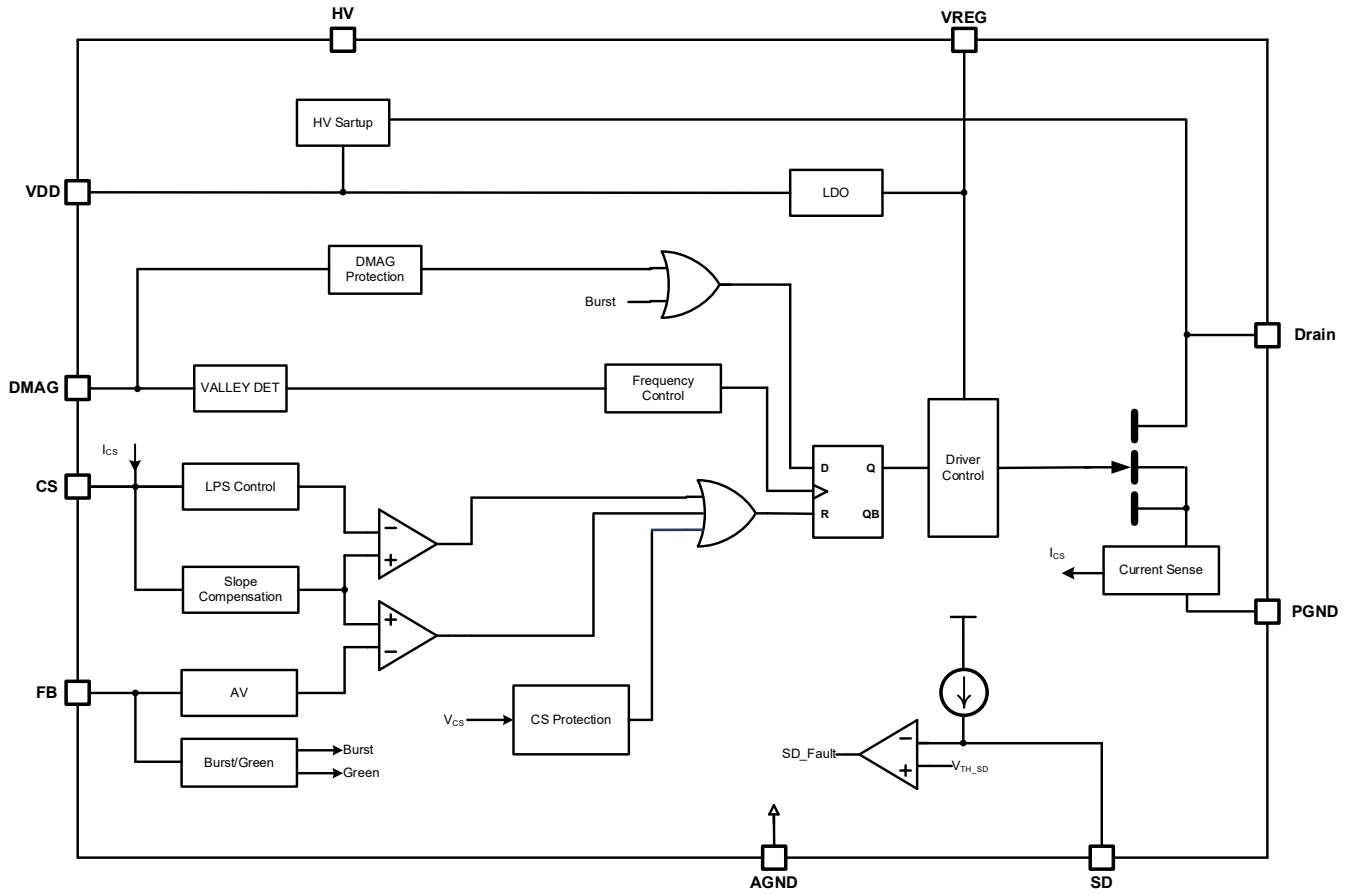 HV
VREG
HV Sartup
VDD
LDO
DMAG
Protection
Burst
Drain
DMAG
VALLEY DET
Frequency
Control
ICS
CS
LPS Control
D
Q
R
QB
Driver
Control
Slope
Compensation
ICS
Current Sense
PGND
FB
AV
VCS
CS Protection
Burst/Green
Burst
Green
SD_Fault
VTH_SD
AGND
SD